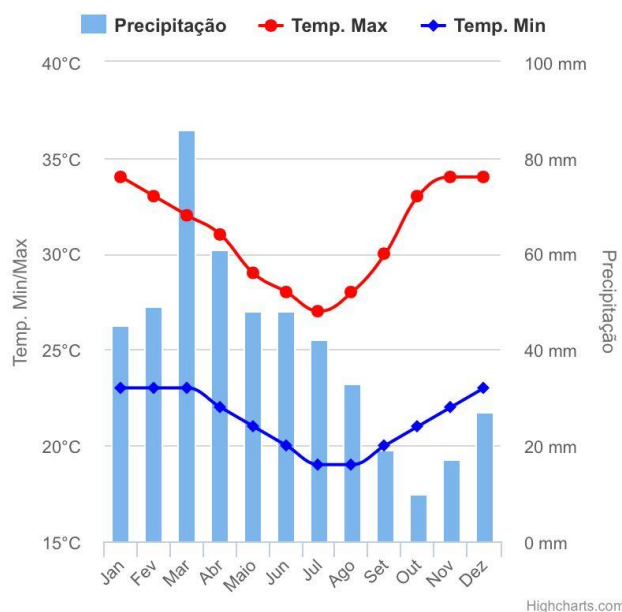 Precipitação Temp. Max Temp. Min
40°C 100 mm
35°C 80 mm
30°C 60 mm
25°C 40 mm
20°C 20 mm
15°C 0 mm
Temp. Min/Max
Precipitação
Jan Fev Mar Abr Maio Jun Jul Ago Set Out Nov Dez
Highcharts.com